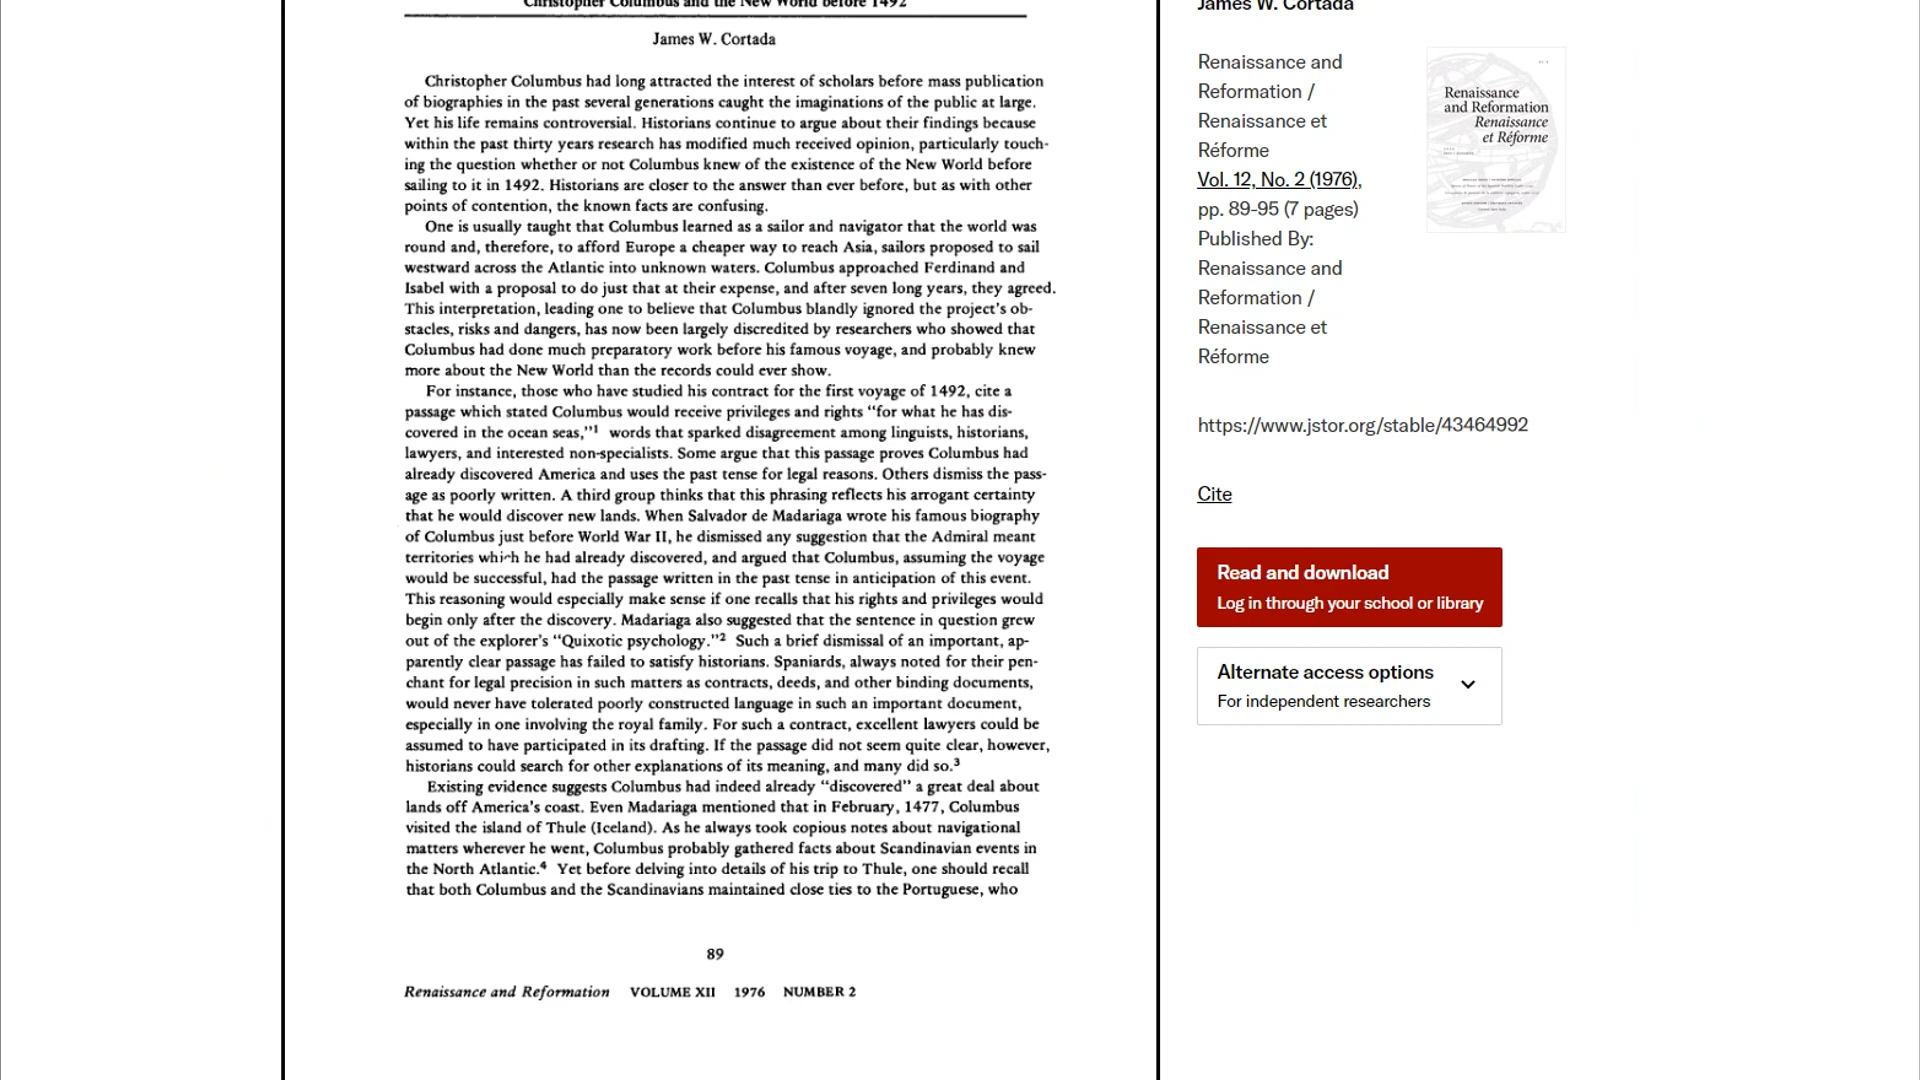 Christopher Columbus and the New World before 1492
James W. Cortada
Christopher Columbus had long attracted the interest of scholars before mass publication
of biographies in the past several generations caught the imaginations of the public at large.
Yet his life remains controversial. Historians continue to argue about their findings because
within the past thirty years research has modified much received opinion, particularly touch-
ing the question whether or not Columbus knew of the existence of the New World before
sailing to it in 1492. Historians are closer to the answer than ever before, but as with other
points of contention, the known facts are confusing.
One is usually taught that Columbus learned as a sailor and navigator that the world was
round and, therefore, to afford Europe a cheaper way to reach Asia, sailors proposed to sail
westward across the Atlantic into unknown waters. Columbus approached Ferdinand and
Isabel with a proposal to do just that at their expense, and after seven long years, they agreed.
This interpretation, leading one to believe that Columbus blandly ignored the project's ob-
stacles, risks and dangers, has now been largely discredited by researchers who showed that
Columbus had done much preparatory work before his famous voyage, and probably knew
more about the New World than the records could ever show.
For instance, those who have studied his contract for the first voyage of 1492, cite a
passage which stated Columbus would receive privileges and rights "for what he has dis-
covered in the ocean seas,"1 words that sparked disagreement among linguists, historians,
lawyers, and interested non-specialists. Some argue that this passage proves Columbus had
already discovered America and uses the past tense for legal reasons. Others dismiss the pass-
age as poorly written. A third group thinks that this phrasing reflects his arrogant certainty
that he would discover new lands. When Salvador de Madariaga wrote his famous biography
of Columbus just before World War II, he dismissed any suggestion that the Admiral meant
territories which he had already discovered, and argued that Columbus, assuming the voyage
would be successful, had the passage written in the past tense in anticipation of this event.
This reasoning would especially make sense if one recalls that his rights and privileges would
begin only after the discovery. Madariaga also suggested that the sentence in question grew
out of the explorer's "Quixotic psychology."2 Such a brief dismissal of an important, ap-
parently clear passage has failed to satisfy historians. Spaniards, always noted for their pen-
chant for legal precision in such matters as contracts, deeds, and other binding documents,
would never have tolerated poorly constructed language in such an important document,
especially in one involving the royal family. For such a contract, excellent lawyers could be
assumed to have participated in its drafting. If the passage did not seem quite clear, however,
historians could search for other explanations of its meaning, and many did so.3
Existing evidence suggests Columbus had indeed already "discovered" a great deal about
lands off America's coast. Even Madariaga mentioned that in February, 1477, Columbus
visited the island of Thule (Iceland). As he always took copious notes about navigational
matters wherever he went, Columbus probably gathered facts about Scandinavian events in
the North Atlantic.4 Yet before delving into details of his trip to Thule, one should recall
that both Columbus and the Scandinavians maintained close ties to the Portuguese, who
89
Renaissance and Reformation VOLUME XII 1976 NUMBER 2
James W. Cortada
Renaissance and
Reformation /
Renaissance et
Réforme
Vol. 12, No. 2 (1976),
pp. 89-95 (7 pages)
Published By:
Renaissance and
Reformation /
Renaissance et
Réforme
Renaissance
and Reformation
Renaissance
et Réforme
https://www.jstor.org/stable/43464992
Cite
Read and download
Log in through your school or library
Alternate access options
For independent researchers